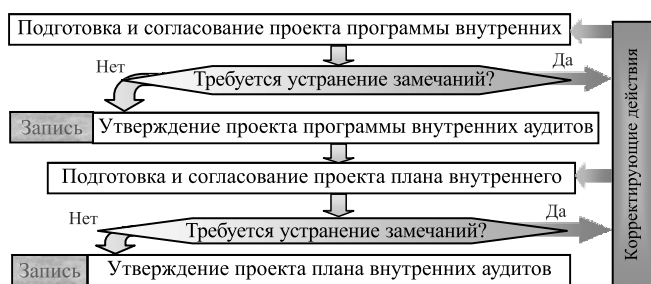 Подготовка и согласование проекта программы внутренних
Нет
Да
Требуется устранение замечаний?
Запись
Утверждение проекта программы внутренних аудитов
Подготовка и согласование проекта плана внутреннего
Нет
Да
Требуется устранение замечаний?
Запись
Утверждение проекта плана внутренних аудитов
Корректирующие действия